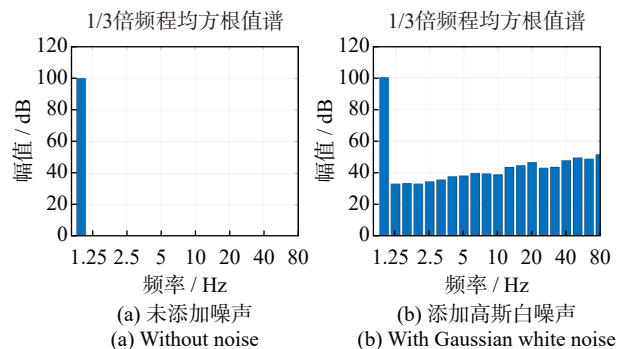 1/3倍频程均方根值谱
120
100
80
60
40
20
0
幅值 / dB
1.25 2.5 5 10 20 40 80
频率 / Hz
(a) 未添加噪声
(a) Without noise
1/3倍频程均方根值谱
120
100
80
60
40
20
0
幅值 / dB
1.25 2.5 5 10 20 40 80
频率 / Hz
(b) 添加高斯白噪声
(b) With Gaussian white noise